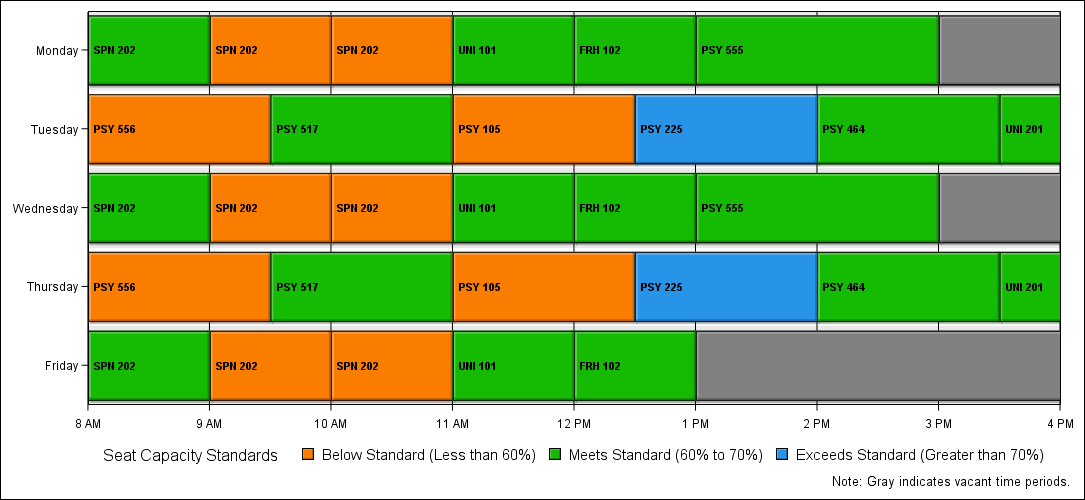 Monday SPN 202 SPN 202 SPN 202 UNI 101 FRH 102 PSY 555
Tuesday PSY 556 PSY 517 PSY 105 PSY 225 PSY 464 UNI 201
Wednesday SPN 202 SPN 202 SPN 202 UNI 101 FRH 102 PSY 555
Thursday PSY 556 PSY 517 PSY 105 PSY 225 PSY 464 UNI 201
Friday SPN 202 SPN 202 SPN 202 UNI 101 FRH 102
8 AM 9 AM 10 AM 11 AM 12 PM 1 PM 2 PM 3 PM 4 PM
Seat Capacity Standards Below Standard (Less than 60%) Meets Standard (60% to 70%) Exceeds Standard (Greater than 70%)
Note: Gray indicates vacant time periods.